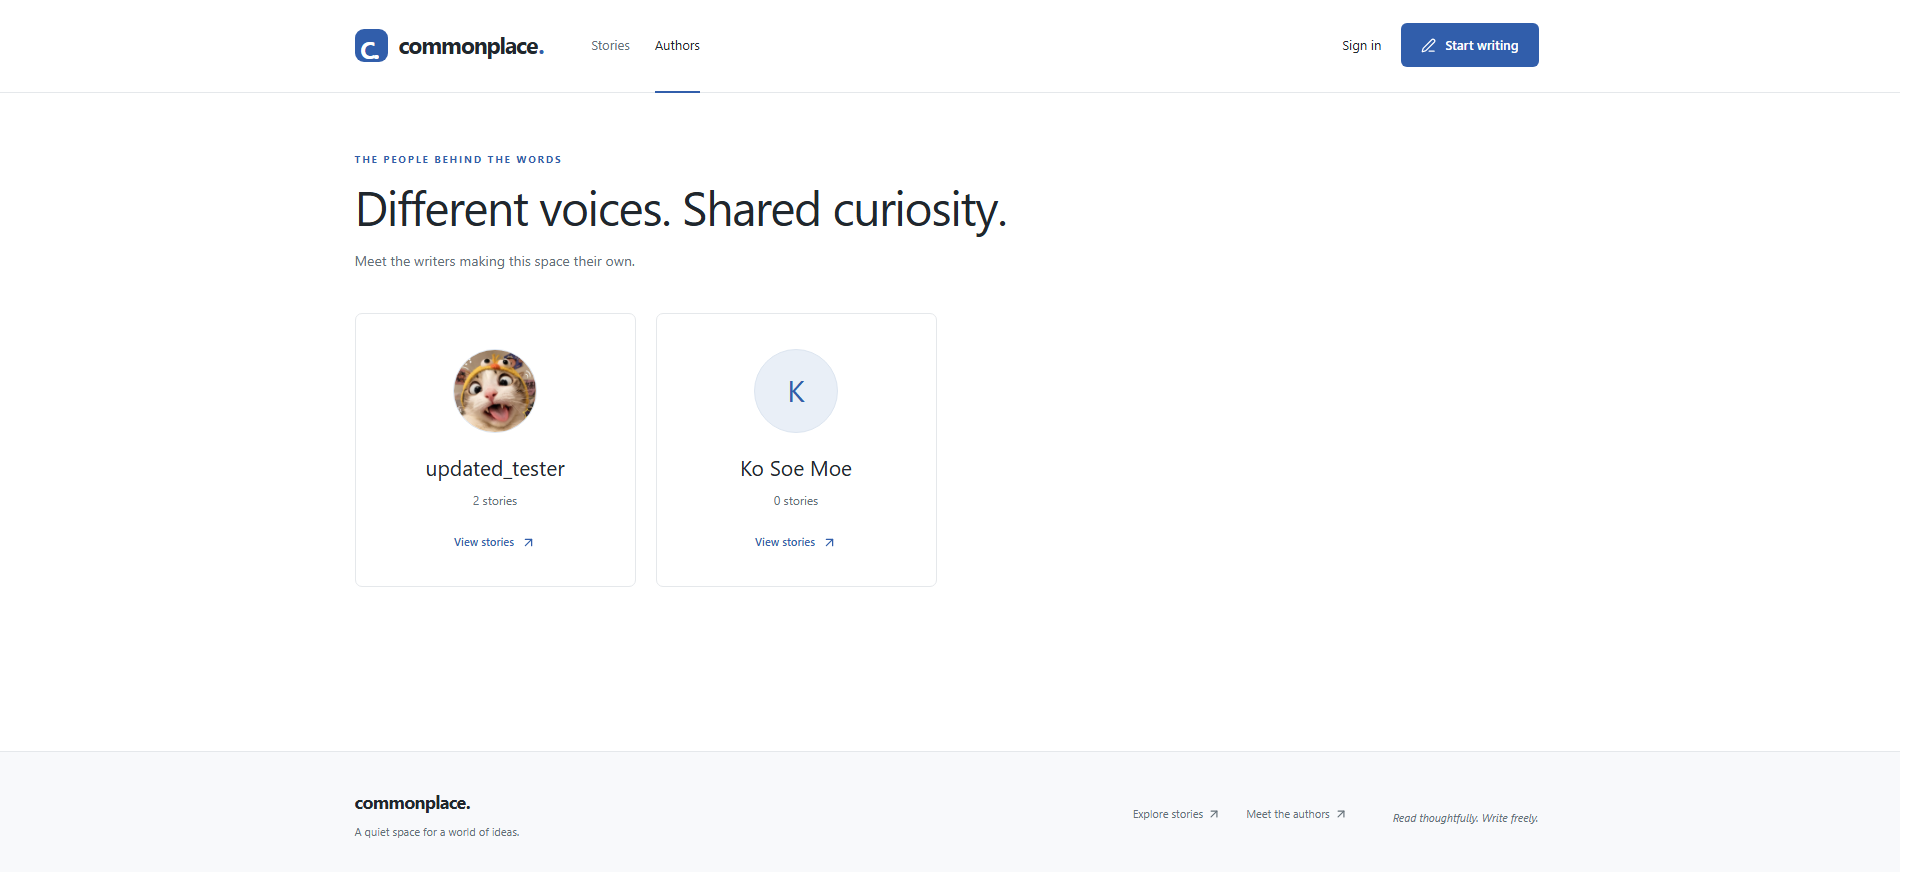 commonplace.
Stories
Authors
Sign in
Start writing
THE PEOPLE BEHIND THE WORDS
Different voices. Shared curiosity.
Meet the writers making this space their own.
updated_tester
2 stories
View stories
K
Ko Soe Moe
0 stories
View stories
commonplace.
A quiet space for a world of ideas.
Explore stories
Meet the authors
Read thoughtfully. Write freely.